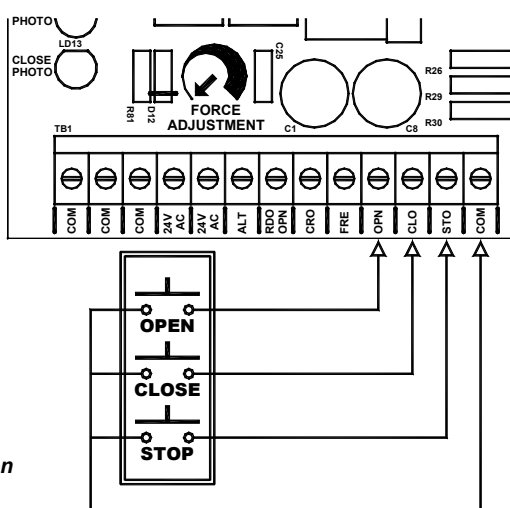 PHOTO
LD13
CLOSE
PHOTO
R81
D12
FORCE
ADJUSTMENT
C25
C1
C8
R26
R29
R30
TB1
COM
COM
COM
24V
AC
24V
AC
ALT
RDO
OPN
CRO
FRE
OPN
CLO
STO
COM
OPEN
CLOSE
STOP
n